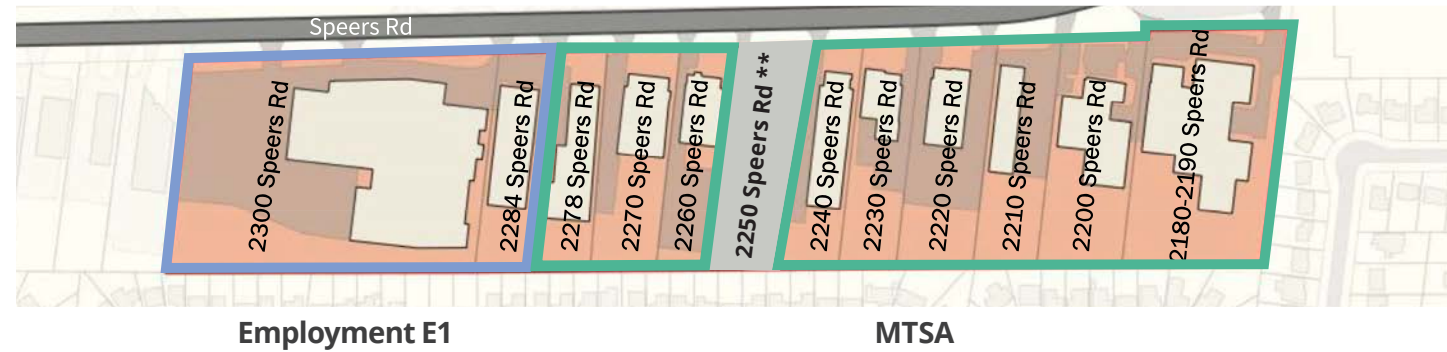 Speers Rd
2300 Speers Rd
2284 Speers Rd
2278 Speers Rd
2270 Speers Rd
2260 Speers Rd
2250 Speers Rd **
2240 Speers Rd
2230 Speers Rd
2220 Speers Rd
2210 Speers Rd
2200 Speers Rd
2180-2190 Speers Rd
Employment E1
MTSA